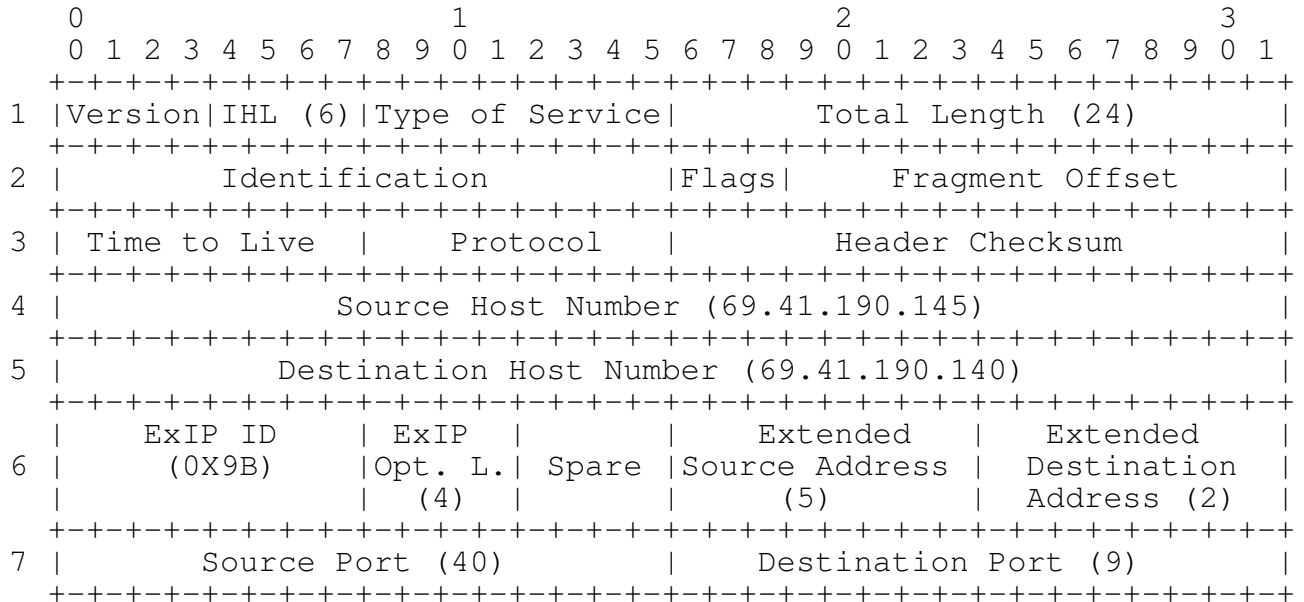 0                   1                   2                   3
    0 1 2 3 4 5 6 7 8 9 0 1 2 3 4 5 6 7 8 9 0 1 2 3 4 5 6 7 8 9 0 1
   +-+-+-+-+-+-+-+-+-+-+-+-+-+-+-+-+-+-+-+-+-+-+-+-+-+-+-+-+-+-+-+-+
1  |Version|IHL (6)|Type of Service|       Total Length (24)       |
   +-+-+-+-+-+-+-+-+-+-+-+-+-+-+-+-+-+-+-+-+-+-+-+-+-+-+-+-+-+-+-+-+
2  |        Identification         |Flags|     Fragment Offset     |
   +-+-+-+-+-+-+-+-+-+-+-+-+-+-+-+-+-+-+-+-+-+-+-+-+-+-+-+-+-+-+-+-+
3  | Time to Live  |   Protocol    |        Header Checksum        |
   +-+-+-+-+-+-+-+-+-+-+-+-+-+-+-+-+-+-+-+-+-+-+-+-+-+-+-+-+-+-+-+-+
4  |              Source Host Number (69.41.190.145)               |
   +-+-+-+-+-+-+-+-+-+-+-+-+-+-+-+-+-+-+-+-+-+-+-+-+-+-+-+-+-+-+-+-+
5  |           Destination Host Number (69.41.190.140)             |
   +-+-+-+-+-+-+-+-+-+-+-+-+-+-+-+-+-+-+-+-+-+-+-+-+-+-+-+-+-+-+-+-+
   |    ExIP ID    | ExIP  |       |    Extended   |   Extended    |
6  |     (0X9B)    |Opt. L.| Spare |Source Address |  Destination  |
   |               |  (4)  |       |     (5)       |  Address (2)  |
   +-+-+-+-+-+-+-+-+-+-+-+-+-+-+-+-+-+-+-+-+-+-+-+-+-+-+-+-+-+-+-+-+
7  |       Source Port (40)        |    Destination Port (9)       |
   +-+-+-+-+-+-+-+-+-+-+-+-+-+-+-+-+-+-+-+-+-+-+-+-+-+-+-+-+-+-+-+-+